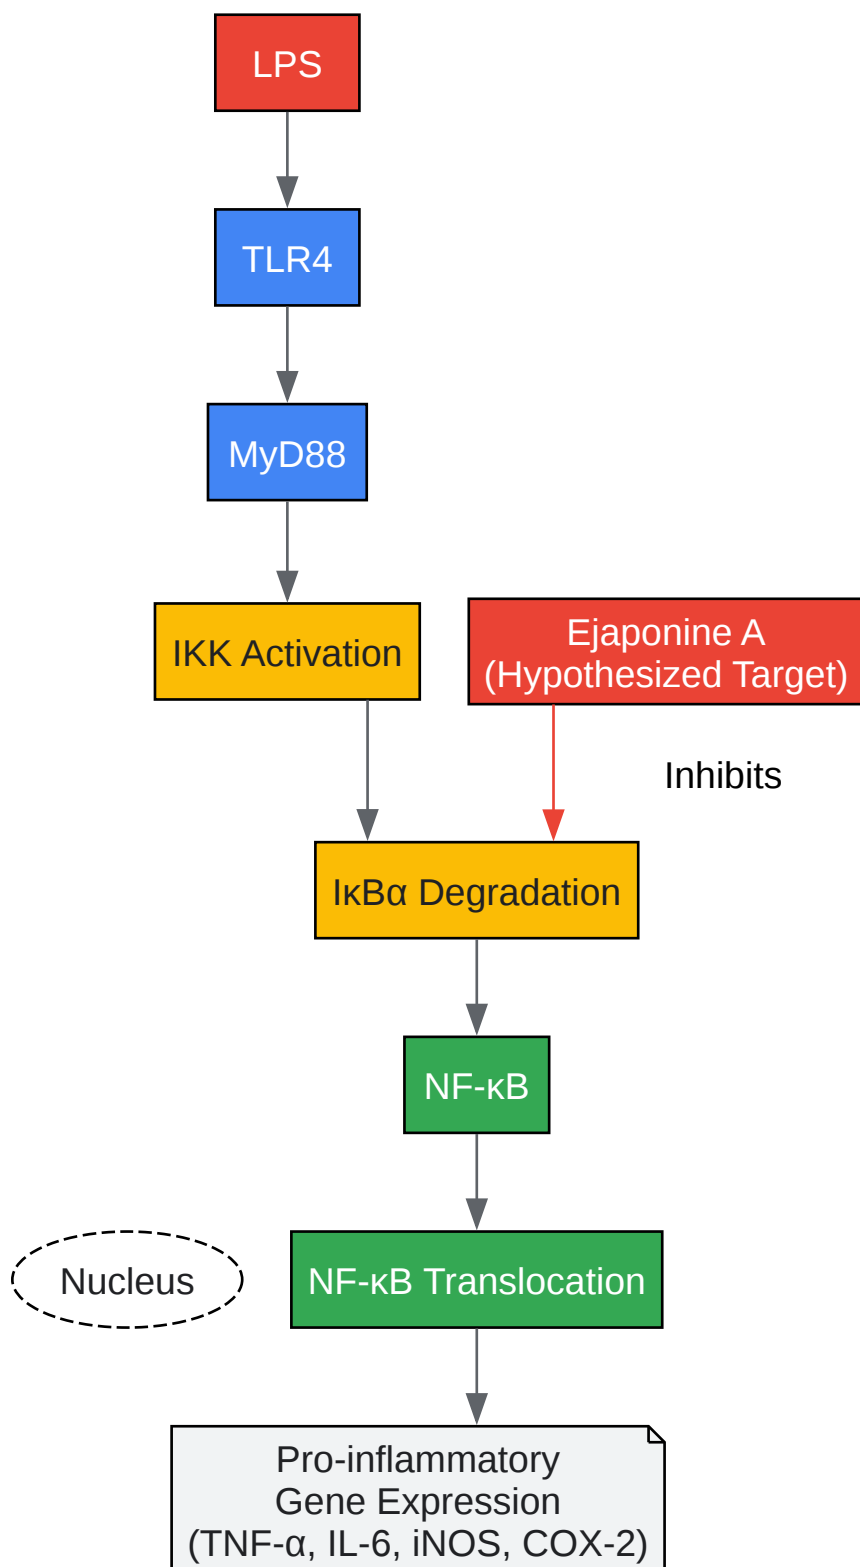 LPS
TLR4
MyD88
IKK Activation
Ejaponine A
(Hypothesized Target)
Inhibits
IκBα Degradation
NF-κB
Nucleus
NF-κB Translocation
Pro-inflammatory
Gene Expression
(TNF-α, IL-6, iNOS, COX-2)